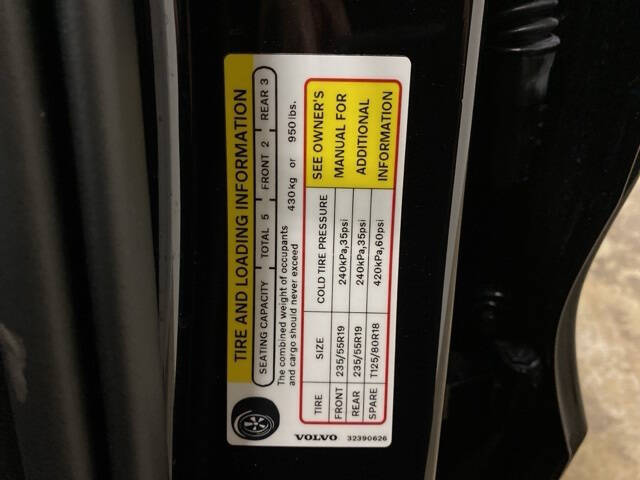 TIRE AND LOADING INFORMATION
SEATING CAPACITY TOTAL 5 FRONT 2 REAR 3
The combined weight of occupants
and cargo should never exceed 430kg or 950lbs.
TIRE SIZE COLD TIRE PRESSURE
FRONT 235/55R19 240kPa,35psi
REAR 235/55R19 240kPa,35psi
SPARE T125/80R18 420kPa,60psi
SEE OWNER'S
MANUAL FOR
ADDITIONAL
INFORMATION
VOLVO 32390626